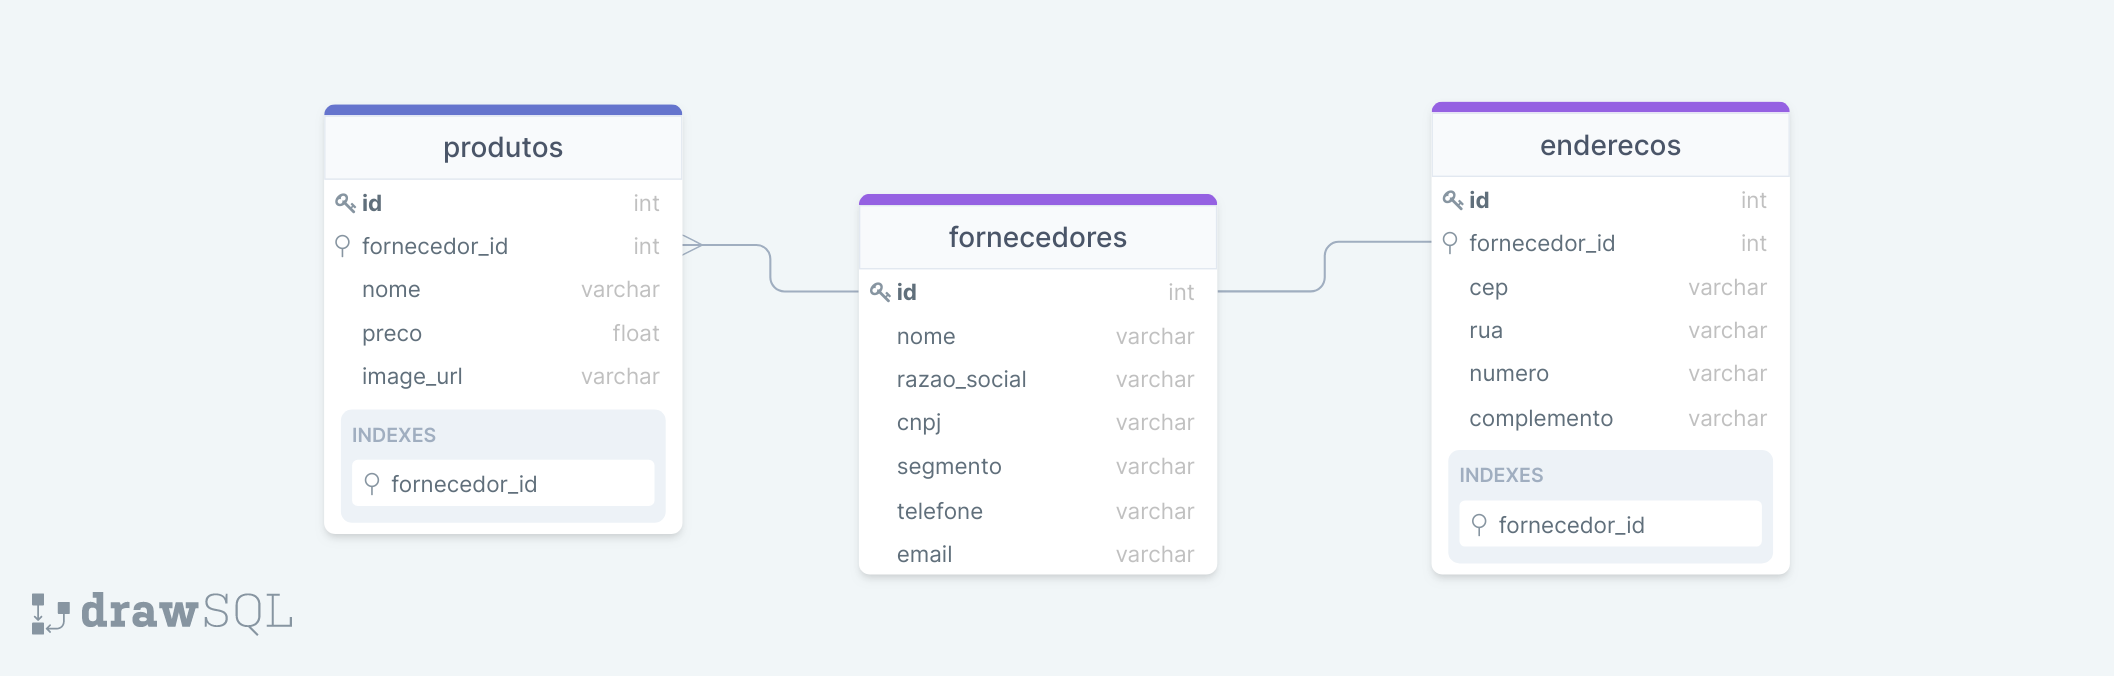 produtos
id int
fornecedor_id int
nome varchar
preco float
image_url varchar
INDEXES
fornecedor_id
fornecedores
id int
nome varchar
razao_social varchar
cnpj varchar
segmento varchar
telefone varchar
email varchar
enderecos
id int
fornecedor_id int
cep varchar
rua varchar
numero varchar
complemento varchar
INDEXES
fornecedor_id
drawSQL